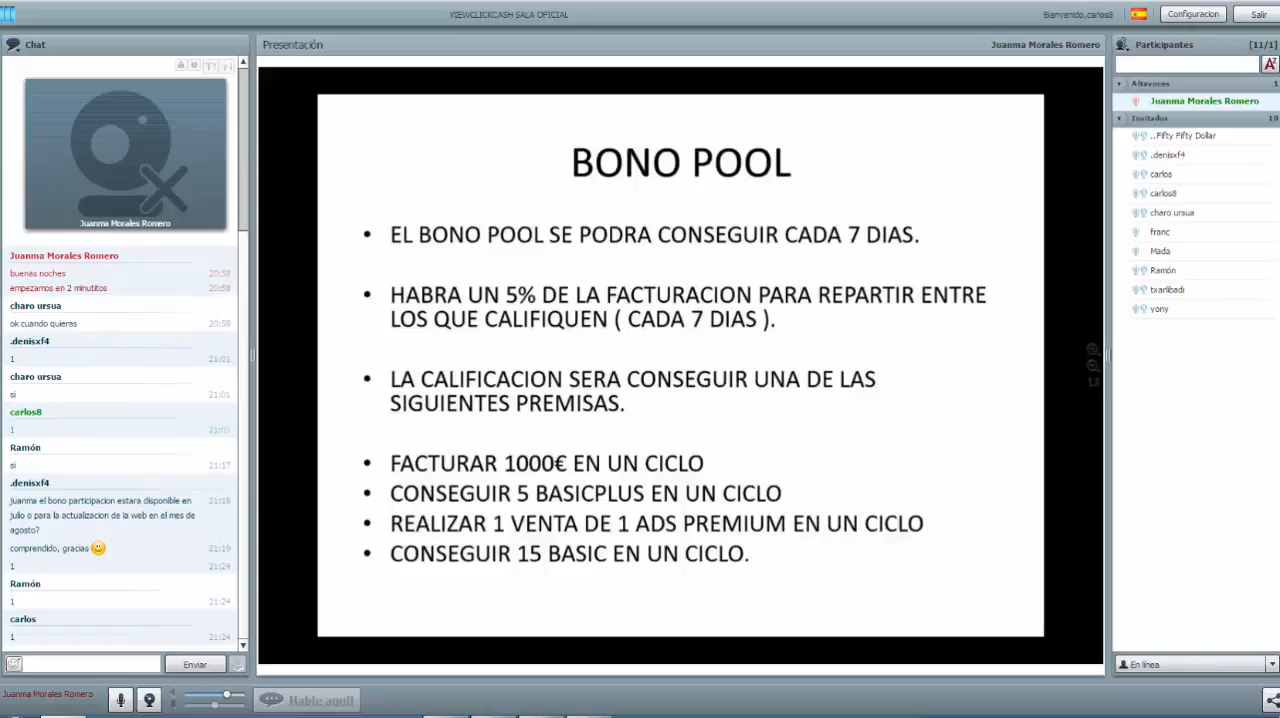 VIEWCLICKCASH SALA OFICIAL
Bienvenido,carlos8
Configuracion
Salir
Chat
Juanma Morales Romero
Juanma Morales Romero
buenas noches 20:58
empezamos en 2 minutitos 20:58
charo ursua
ok cuando quieras 20:58
.denisxf4
1 21:01
charo ursua
si 21:01
carlos8
1 21:01
Ramón
si 21:17
.denisxf4
juanma el bono participacion estara disponible en 21:18
julio o para la actualizacion de la web en el mes de
agosto?
comprendido, gracias 21:19
1 21:24
Ramón
1 21:24
carlos
1 21:24
Enviar
Juanma Morales Romero
Hable aquí!
Presentación
Juanma Morales Romero
BONO POOL
• EL BONO POOL SE PODRA CONSEGUIR CADA 7 DIAS.
• HABRA UN 5% DE LA FACTURACION PARA REPARTIR ENTRE
LOS QUE CALIFIQUEN ( CADA 7 DIAS ).
• LA CALIFICACION SERA CONSEGUIR UNA DE LAS
SIGUIENTES PREMISAS.
• FACTURAR 1000€ EN UN CICLO
• CONSEGUIR 5 BASICPLUS EN UN CICLO
• REALIZAR 1 VENTA DE 1 ADS PREMIUM EN UN CICLO
• CONSEGUIR 15 BASIC EN UN CICLO.
Participantes [11/1]
Altavoces 1
Juanma Morales Romero
Invitados 10
..Fifty Fifty Dollar
.denisxf4
carlos
carlos8
charo ursua
franc
Mada
Ramón
txarlibadi
yony
En línea